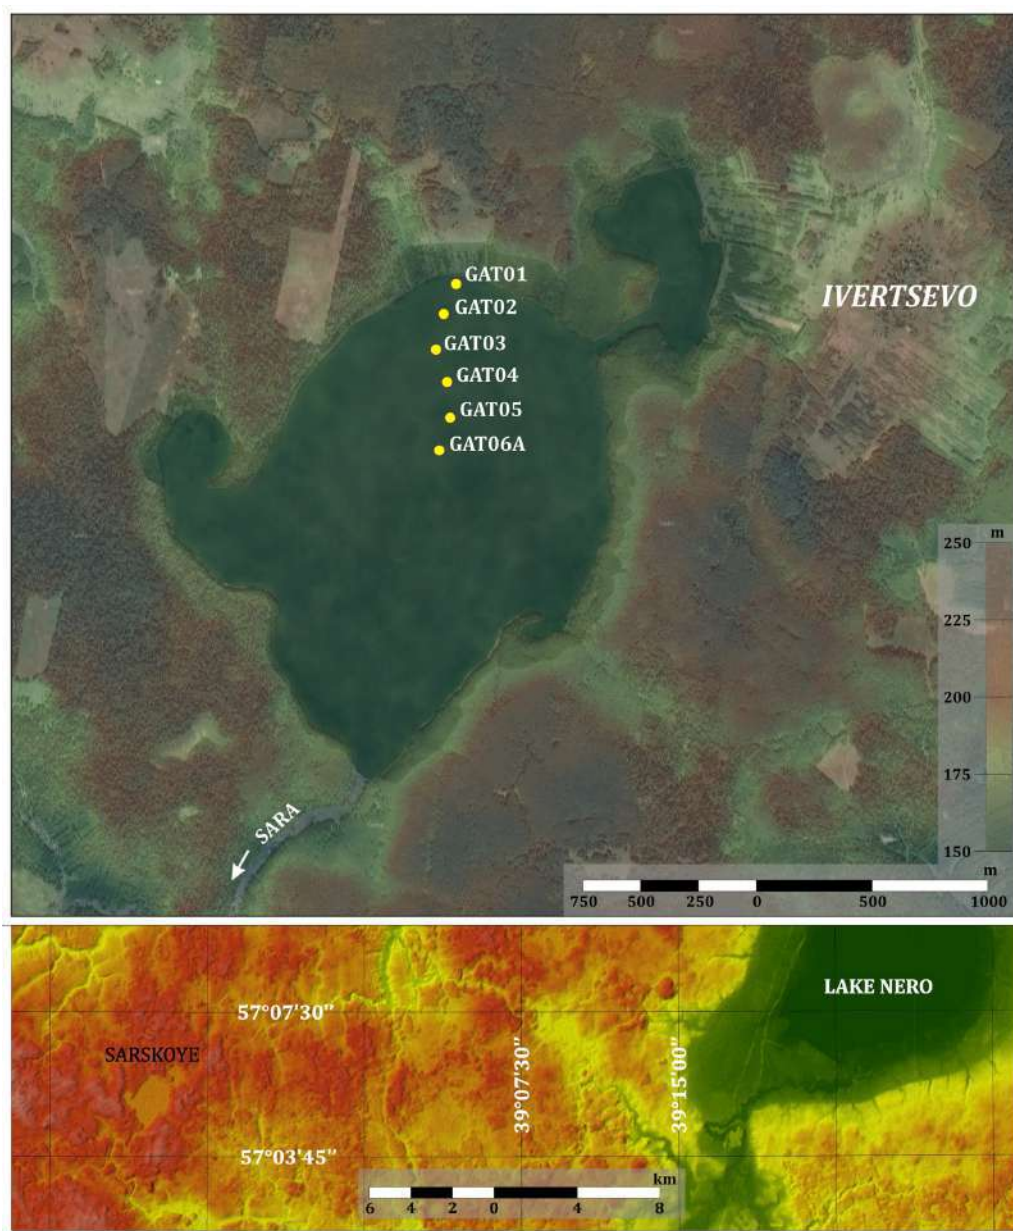 GAT01
GAT02
IVERTSEVO
GAT03
GAT04
GAT05
GAT06A
m
250
225
200
175
150
SARA
m
750 500 250 0 500 1000
LAKE NERO
57°07'30"
SARSKOYE
39°07'30"
39°15'00"
57°03'45"
km
6 4 2 0 4 8